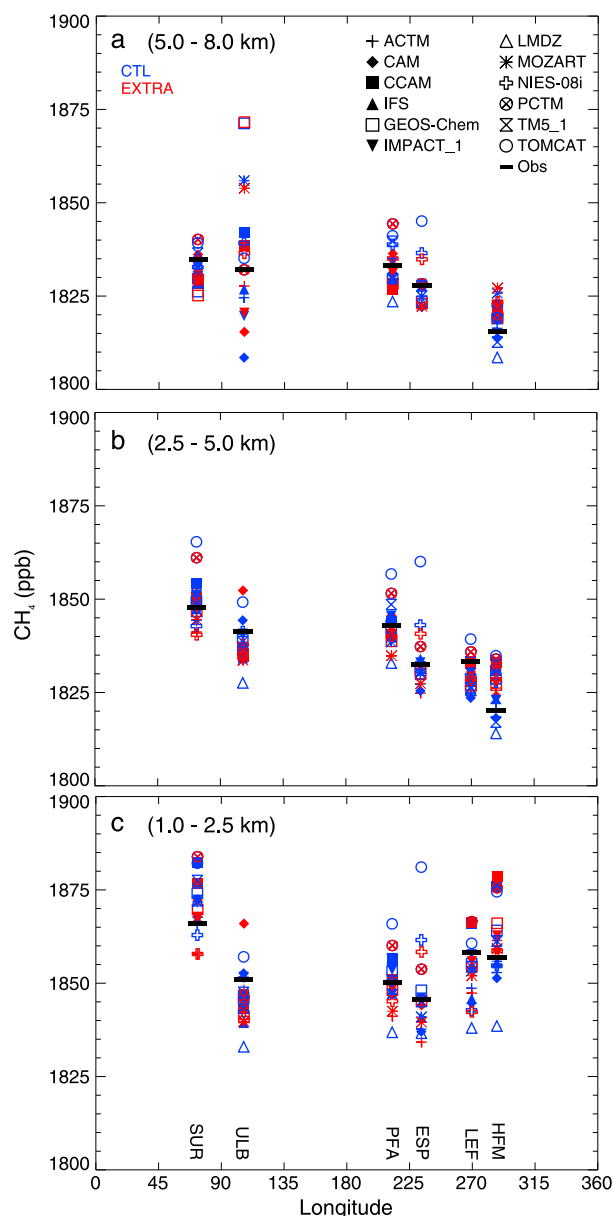 1900
a (5.0 - 8.0 km)
CTL
EXTRA
ACTM
CAM
CCAM
IFS
GEOS-Chem
IMPACT_1
LMDZ
MOZART
NIES-08i
PCTM
TM5_1
TOMCAT
Obs
1875
1850
1825
1800
1900
b (2.5 - 5.0 km)
1875
1850
1825
1800
CH₄ (ppb)
1900
c (1.0 - 2.5 km)
1875
1850
1825
1800
SUR
ULB
PFA
ESP
LEF
HFM
0 45 90 135 180 225 270 315 360
Longitude